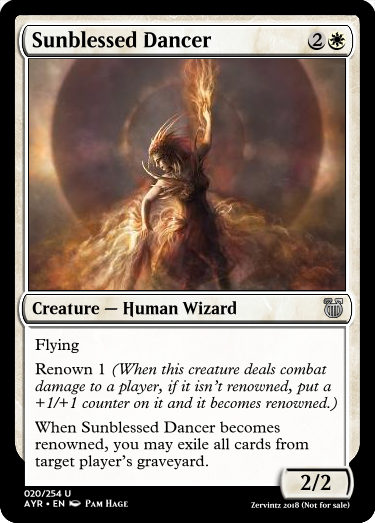 Sunblessed Dancer 2
Creature — Human Wizard
Flying
Renown 1 (When this creature deals combat
damage to a player, if it isn't renowned, put a
+1/+1 counter on it and it becomes renowned.)
When Sunblessed Dancer becomes
renowned, you may exile all cards from
target player's graveyard.
2/2
020/254 U
AYR • EN Pam Hage
Zervintz 2018 (Not for sale)